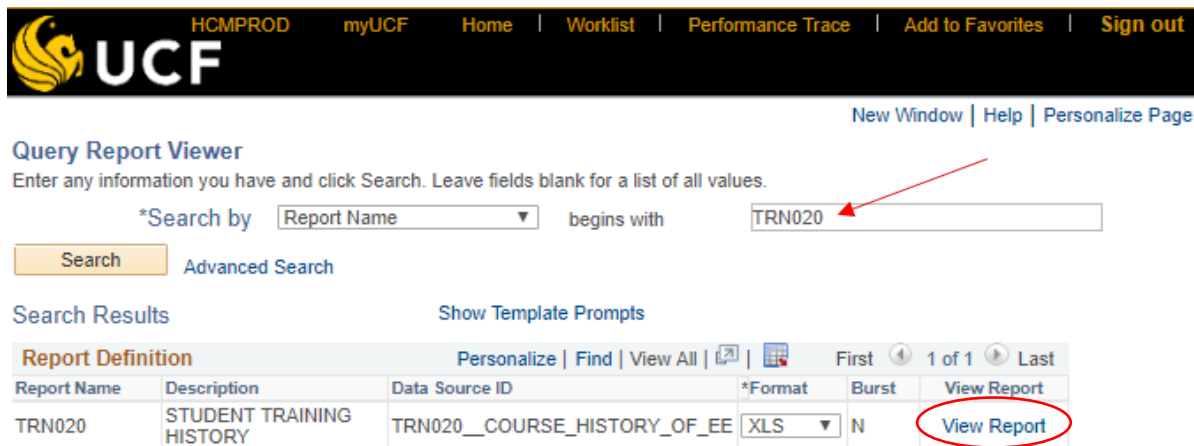 HCMPROD myUCF Home | Worklist | Performance Trace | Add to Favorites | Sign out
UCF
New Window | Help | Personalize Page
Query Report Viewer
Enter any information you have and click Search. Leave fields blank for a list of all values.
*Search by Report Name begins with TRN020
Search Advanced Search
Search Results Show Template Prompts
Report Definition Personalize | Find | View All | | First 1 of 1 Last
Report Name Description Data Source ID *Format Burst View Report
TRN020 STUDENT TRAINING HISTORY TRN020__COURSE_HISTORY_OF_EE XLS N View Report